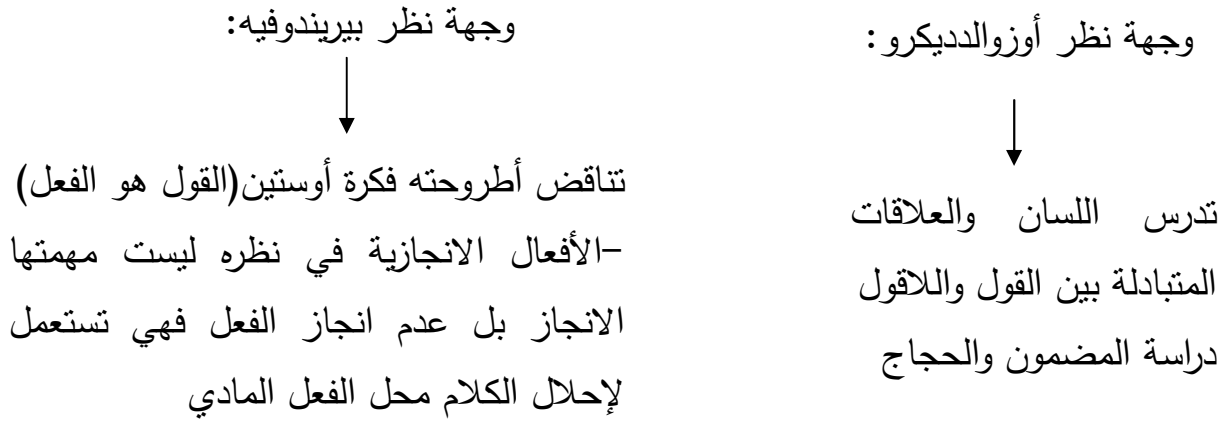 وجهة نظر أوزوالدديكرو:
تدرس اللسان والعلاقات
المتبادلة بين القول واللاقول
دراسة المضمون والحجاج
وجهة نظر بيريندوفيه:
تتناقض أطروحته فكرة أوستين(القول هو الفعل)
-الأفعال الانجازية في نظره ليست مهمتها
الانجاز بل عدم انجاز الفعل فهي تستعمل
لإحلال الكلام محل الفعل المادي